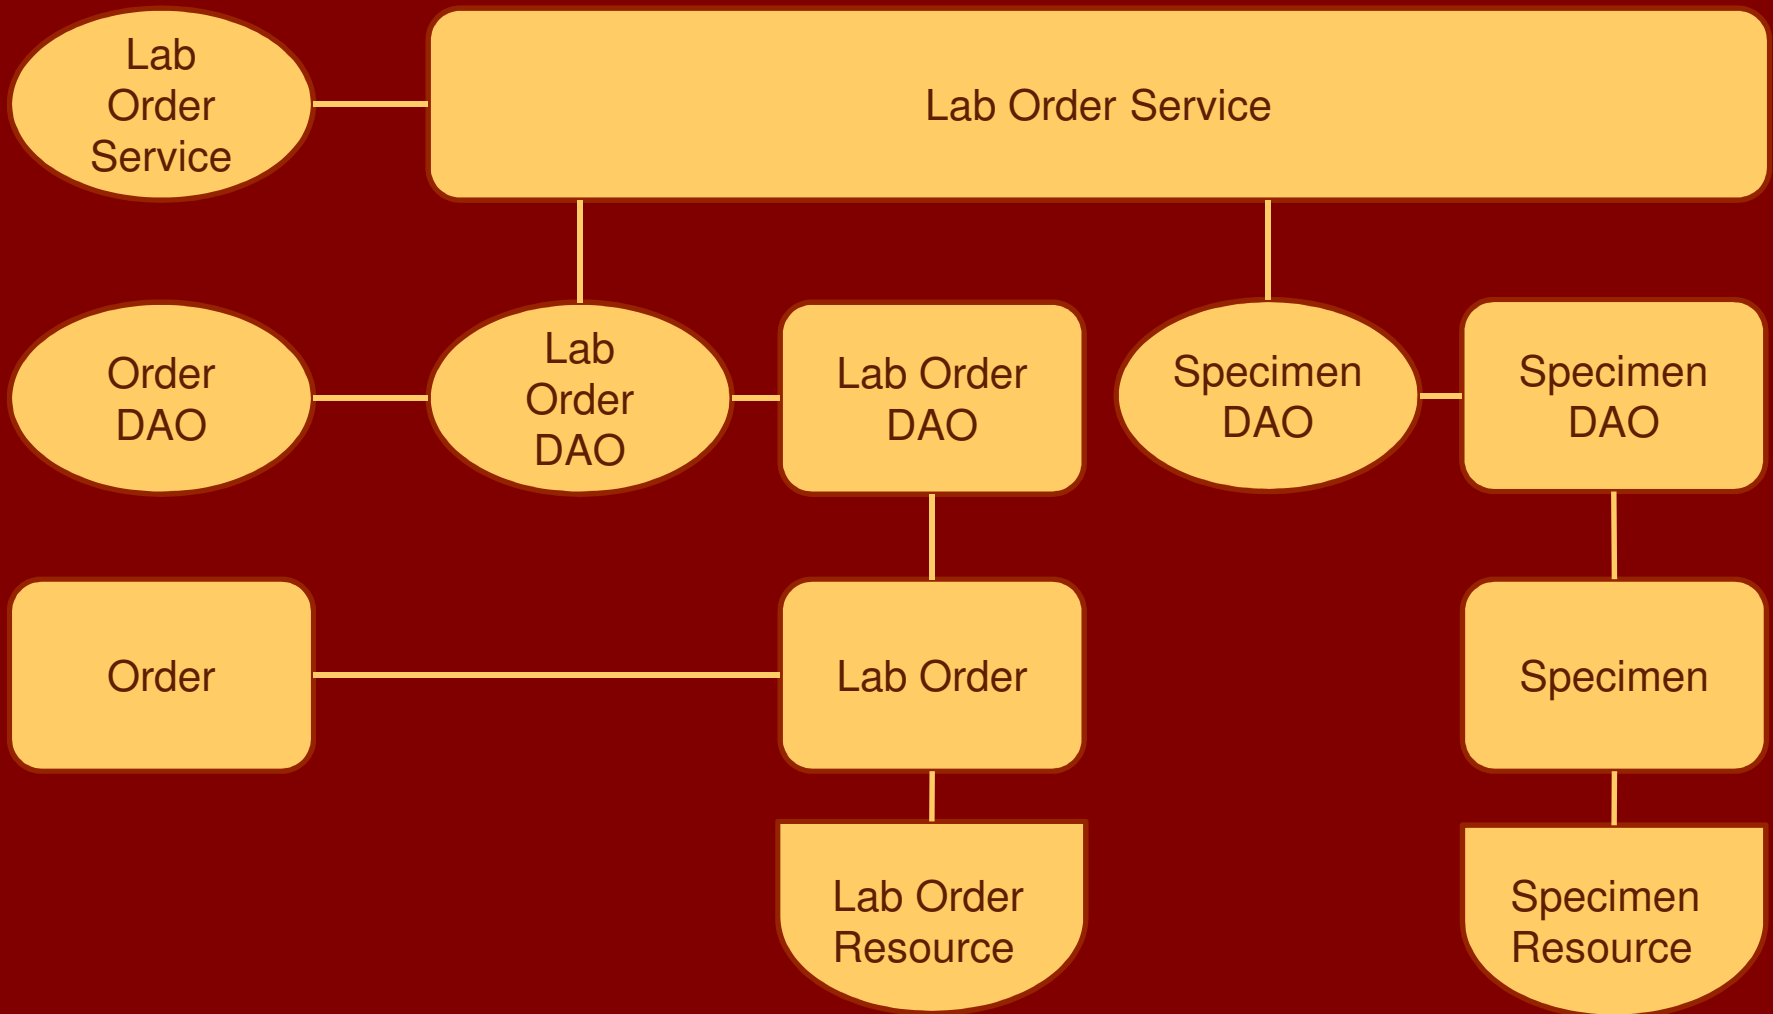 Lab
Order
Service
Lab Order Service
Order
DAO
Lab
Order
DAO
Lab Order
DAO
Specimen
DAO
Specimen
DAO
Order
Lab Order
Specimen
Lab Order
Resource
Specimen
Resource